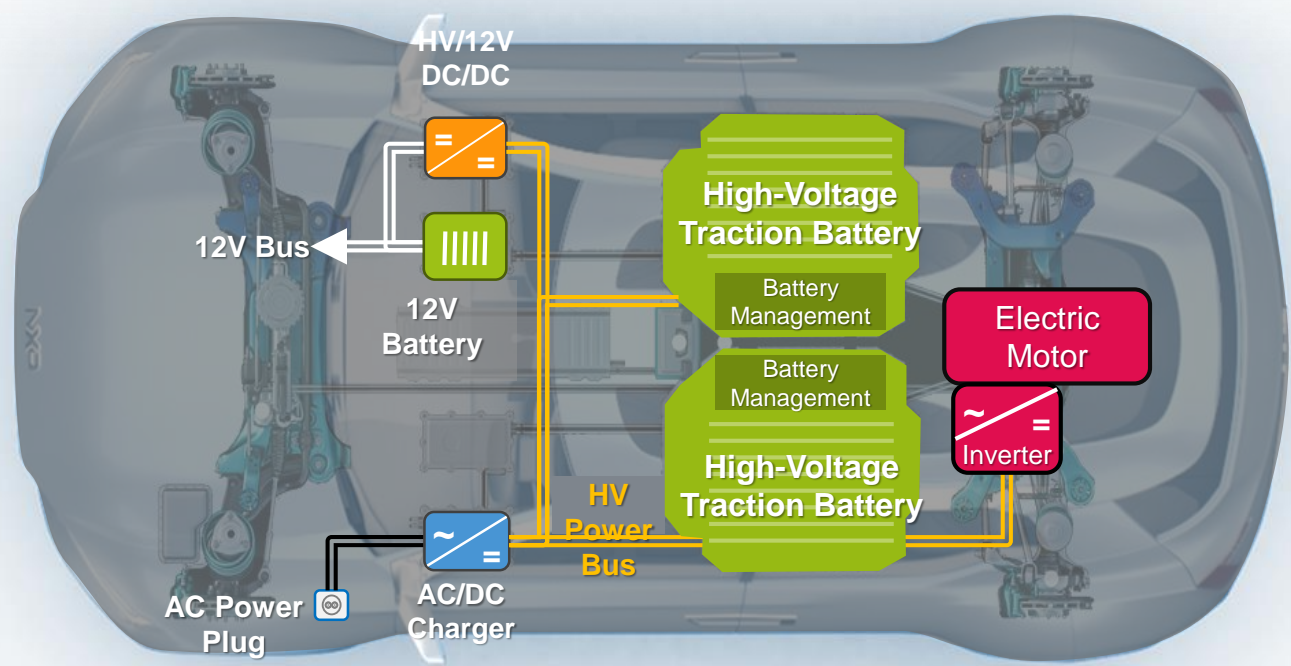 HV/12V
DC/DC
High-Voltage
Traction Battery
12V Bus
Battery
Management
12V
Battery
Electric
Motor
NXP
Battery
Management
Inverter
High-Voltage
Traction Battery
HV
Power
Bus
AC/DC
Charger
AC Power
Plug